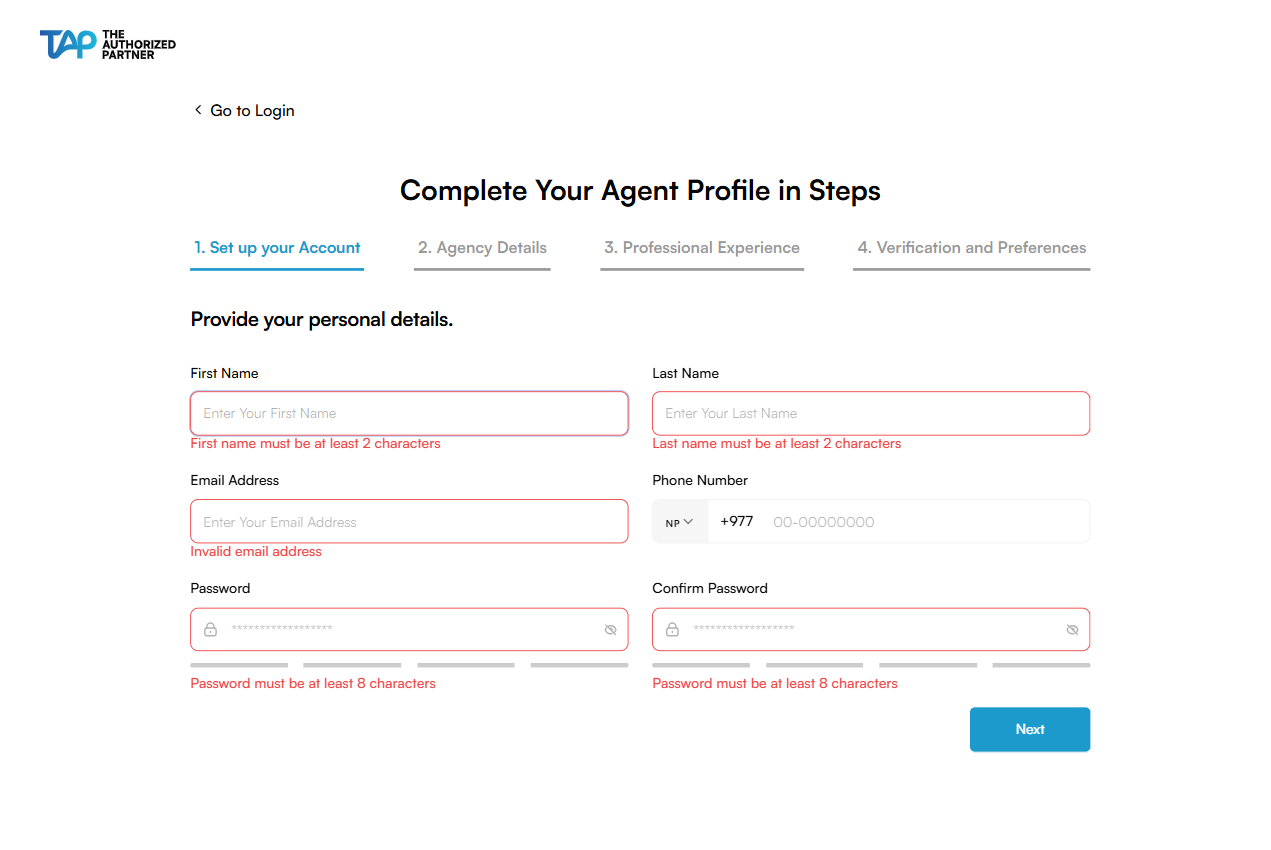 TAP THE
AUTHORIZED
PARTNER
Go to Login
Complete Your Agent Profile in Steps
1. Set up your Account 2. Agency Details 3. Professional Experience 4. Verification and Preferences
Provide your personal details.
First Name Last Name
Enter Your First Name Enter Your Last Name
First name must be at least 2 characters Last name must be at least 2 characters
Email Address Phone Number
Enter Your Email Address NP +977 00-00000000
Invalid email address
Password Confirm Password
****************** ******************
Password must be at least 8 characters Password must be at least 8 characters
Next